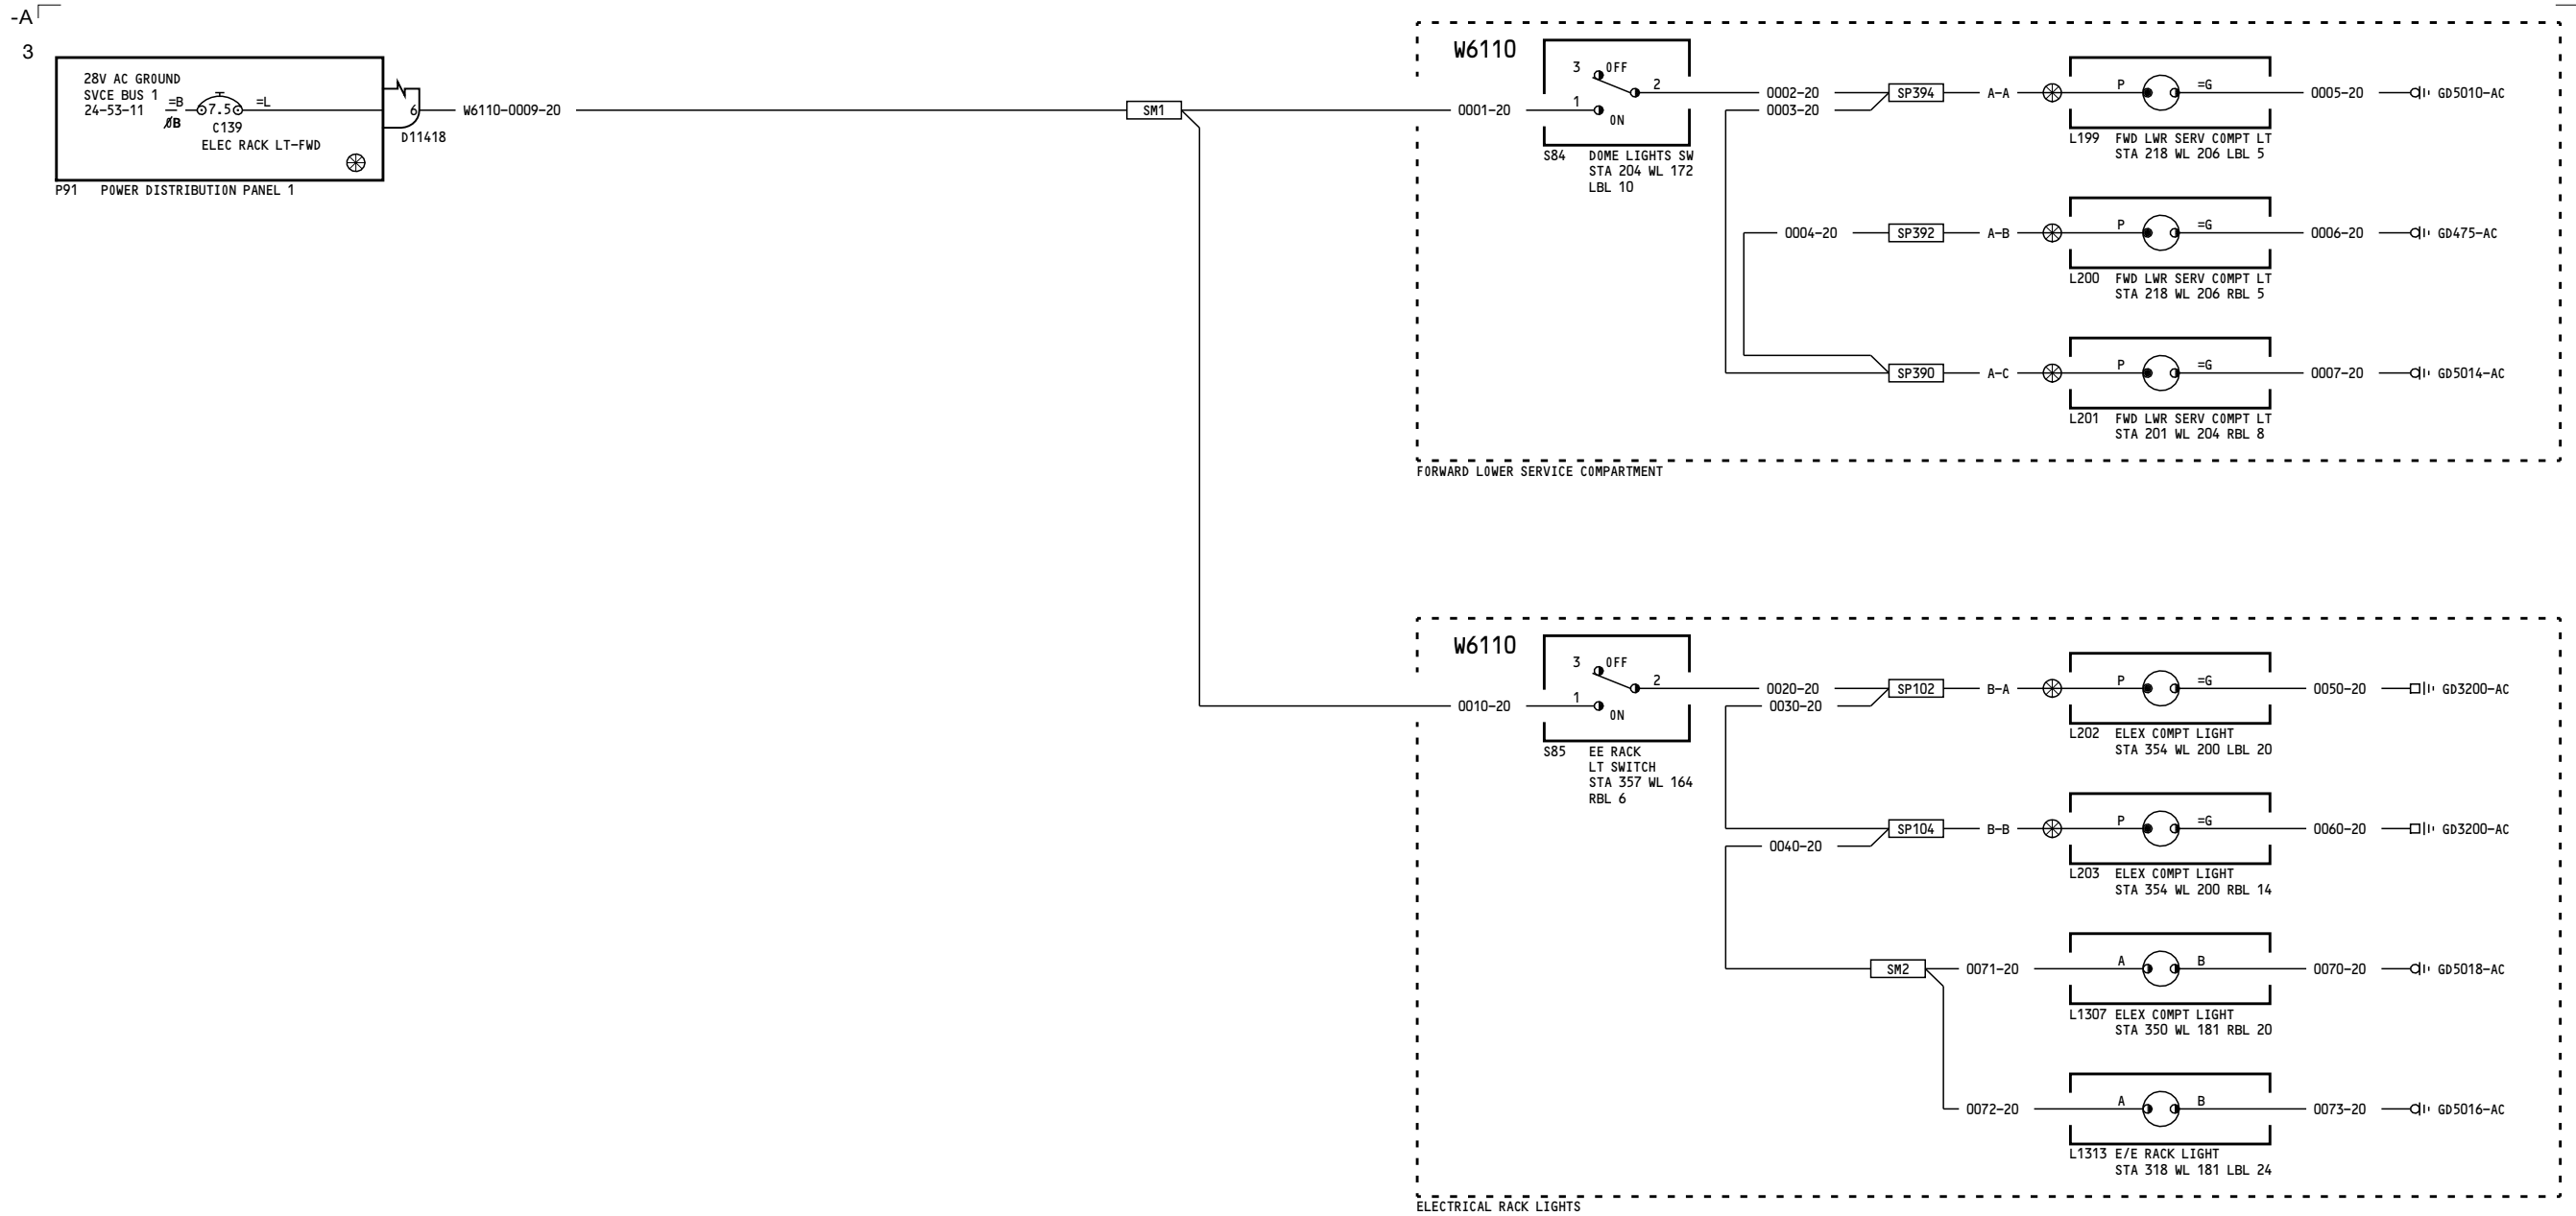 -A
3
28V AC GROUND
SVCE BUS 1
24-53-11
=B
ØB
7.5
=L
C139
ELEC RACK LT-FWD
6
D11418
P91 POWER DISTRIBUTION PANEL 1
W6110-0009-20
SM1
W6110
0001-20
3 OFF
2
1
ON
S84 DOME LIGHTS SW
STA 204 WL 172
LBL 10
0002-20
0003-20
SP394
A-A
P
=G
0005-20
GD5010-AC
L199 FWD LWR SERV COMPT LT
STA 218 WL 206 LBL 5
0004-20
SP392
A-B
P
=G
0006-20
GD475-AC
L200 FWD LWR SERV COMPT LT
STA 218 WL 206 RBL 5
SP390
A-C
P
=G
0007-20
GD5014-AC
L201 FWD LWR SERV COMPT LT
STA 201 WL 204 RBL 8
FORWARD LOWER SERVICE COMPARTMENT
W6110
0010-20
3 OFF
2
1
ON
S85 EE RACK
LT SWITCH
STA 357 WL 164
RBL 6
0020-20
0030-20
SP102
B-A
P
=G
0050-20
GD3200-AC
L202 ELEX COMPT LIGHT
STA 354 WL 200 LBL 20
SP104
0040-20
B-B
P
=G
0060-20
GD3200-AC
L203 ELEX COMPT LIGHT
STA 354 WL 200 RBL 14
SM2
0071-20
A
B
0070-20
GD5018-AC
L1307 ELEX COMPT LIGHT
STA 350 WL 181 RBL 20
0072-20
A
B
0073-20
GD5016-AC
L1313 E/E RACK LIGHT
STA 318 WL 181 LBL 24
ELECTRICAL RACK LIGHTS